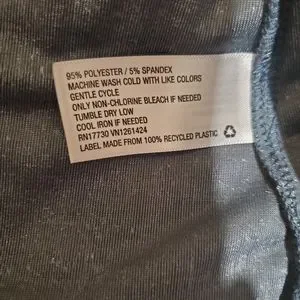 95% POLYESTER / 5% SPANDEX
MACHINE WASH COLD WITH LIKE COLORS
GENTLE CYCLE
ONLY NON-CHLORINE BLEACH IF NEEDED
TUMBLE DRY LOW
COOL IRON IF NEEDED
RN17730 VN1261424
LABEL MADE FROM 100% RECYCLED PLASTIC